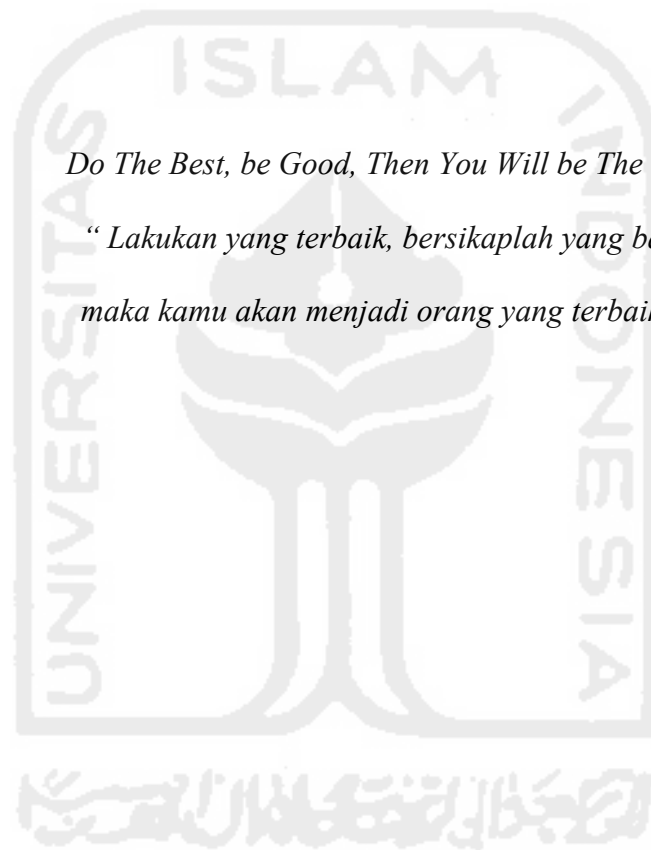 ISLAM
UNIVERSITAS
INDONESIA
Do The Best, be Good, Then You Will be The
“ Lakukan yang terbaik, bersikaplah yang
maka kamu akan menjadi orang yang